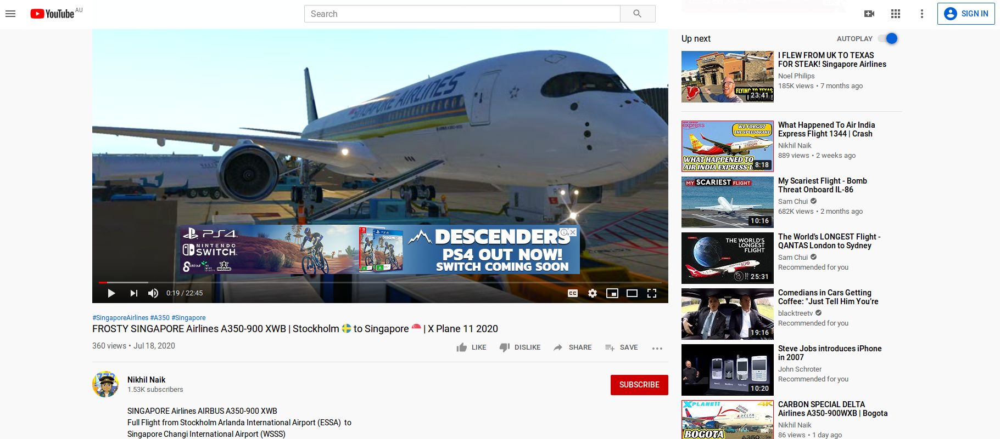 YouTube AU
Search
SIGN IN
SINGAPORE AIRLINES
PS4
NINTENDO
SWITCH
Sold out
DESCENDERS
PS4 OUT NOW!
SWITCH COMING SOON
0:19 / 22:45
CC
#SingaporeAirlines #A350 #Singapore
FROSTY SINGAPORE Airlines A350-900 XWB | Stockholm 🇸🇪 to Singapore 🇸🇬 | X Plane 11 2020
360 views • Jul 18, 2020
LIKE
DISLIKE
SHARE
SAVE
Nikhil Naik
1.53K subscribers
SUBSCRIBE
SINGAPORE Airlines AIRBUS A350-900 XWB
Full Flight from Stockholm Arlanda International Airport (ESSA) to
Singapore Changi International Airport (WSSS)
Up next
AUTOPLAY
FLYING TO TEXAS
23:41
I FLEW FROM UK TO TEXAS
FOR STEAK! Singapore Airlines
Noel Philips
185K views • 7 months ago
express
WE FORGOT
THE SPEEDBRAKE
WHAT HAPPENED TO
AIR INDIA EXPRESS
8:18
What Happened To Air India
Express Flight 1344 | Crash
Nikhil Naik
889 views • 2 weeks ago
MY SCARIEST FLIGHT
10:16
My Scariest Flight - Bomb
Threat Onboard IL-86
Sam Chui
682K views • 2 months ago
THE WORLD'S
LONGEST
FLIGHT
25:31
The World's LONGEST Flight -
QANTAS London to Sydney
Sam Chui
Recommended for you
19:16
Comedians in Cars Getting
Coffee: "Just Tell Him You're
blacktreetv
Recommended for you
10:20
Steve Jobs introduces iPhone
in 2007
John Schroter
Recommended for you
XPLANE11
4K
DELTA
BOGOTA
A350
CARBON SPECIAL DELTA
Airlines A350-900WXB | Bogota
Nikhil Naik
86 views • 1 day ago